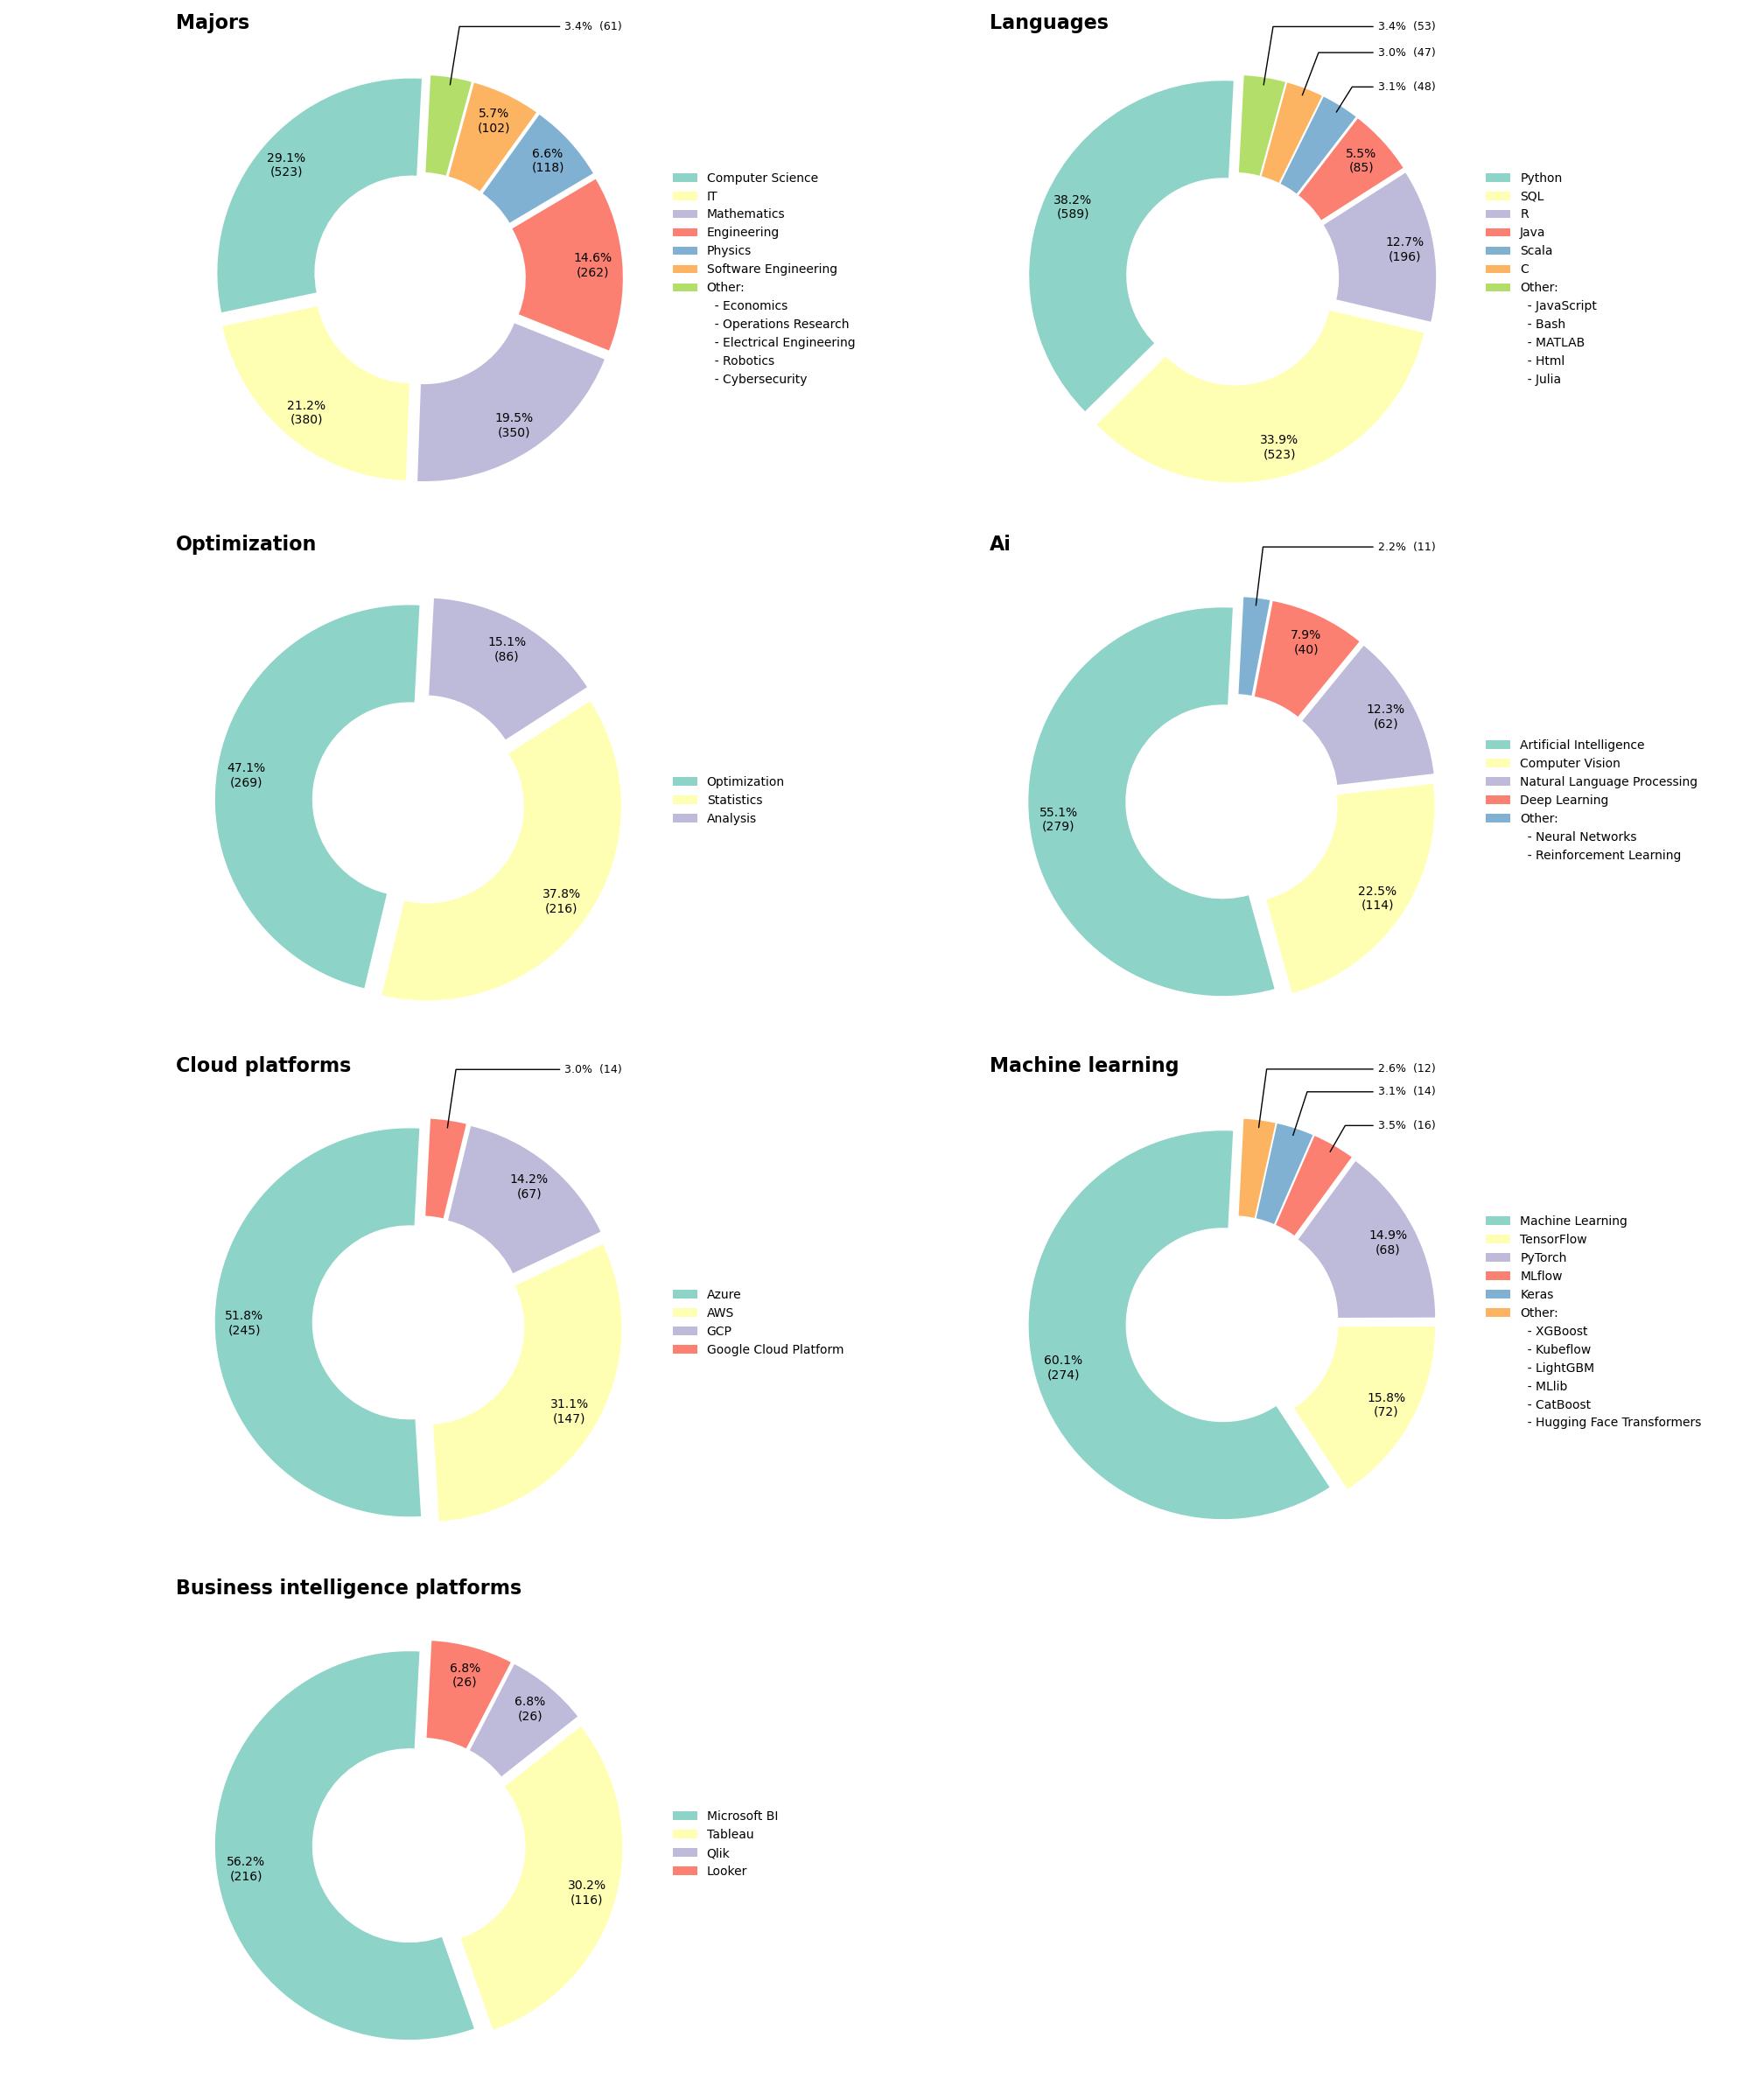 Majors
3.4% (61)
5.7%
(102)
6.6%
(118)
29.1%
(523)
14.6%
(262)
21.2%
(380)
19.5%
(350)
Computer Science
IT
Mathematics
Engineering
Physics
Software Engineering
Other:
- Economics
- Operations Research
- Electrical Engineering
- Robotics
- Cybersecurity
Languages
3.4% (53)
3.0% (47)
3.1% (48)
5.5%
(85)
38.2%
(589)
12.7%
(196)
33.9%
(523)
Python
SQL
R
Java
Scala
C
Other:
- JavaScript
- Bash
- MATLAB
- Html
- Julia
Optimization
15.1%
(86)
47.1%
(269)
37.8%
(216)
Optimization
Statistics
Analysis
Ai
2.2% (11)
7.9%
(40)
12.3%
(62)
55.1%
(279)
22.5%
(114)
Artificial Intelligence
Computer Vision
Natural Language Processing
Deep Learning
Other:
- Neural Networks
- Reinforcement Learning
Cloud platforms
3.0% (14)
14.2%
(67)
51.8%
(245)
31.1%
(147)
Azure
AWS
GCP
Google Cloud Platform
Machine learning
2.6% (12)
3.1% (14)
3.5% (16)
14.9%
(68)
60.1%
(274)
15.8%
(72)
Machine Learning
TensorFlow
PyTorch
MLflow
Keras
Other:
- XGBoost
- Kubeflow
- LightGBM
- MLlib
- CatBoost
- Hugging Face Transformers
Business intelligence platforms
6.8%
(26)
6.8%
(26)
56.2%
(216)
30.2%
(116)
Microsoft BI
Tableau
Qlik
Looker